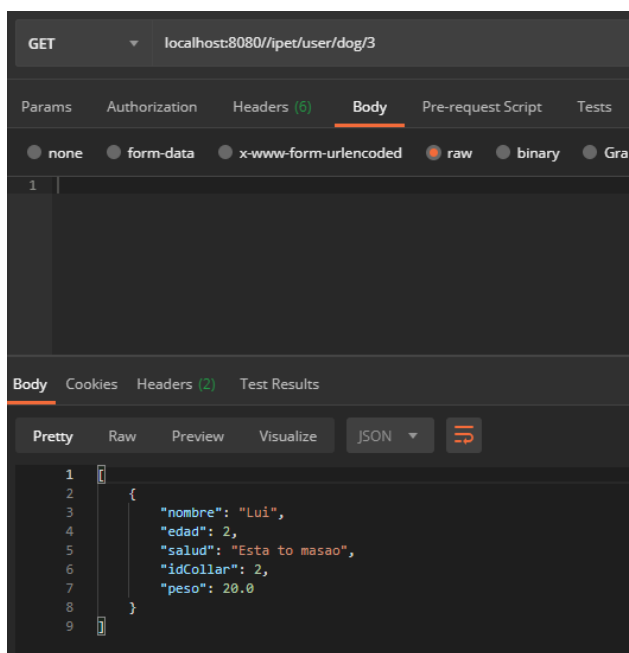 GET localhost:8080//ipet/user/dog/3
Params Authorization Headers (6) Body Pre-request Script Tests
none form-data x-www-form-urlencoded raw binary Gra
1
Body Cookies Headers (2) Test Results
Pretty Raw Preview Visualize JSON
1 [
2 {
3 "nombre": "Lui",
4 "edad": 2,
5 "salud": "Esta to masao",
6 "idCollar": 2,
7 "peso": 20.0
8 }
9 ]